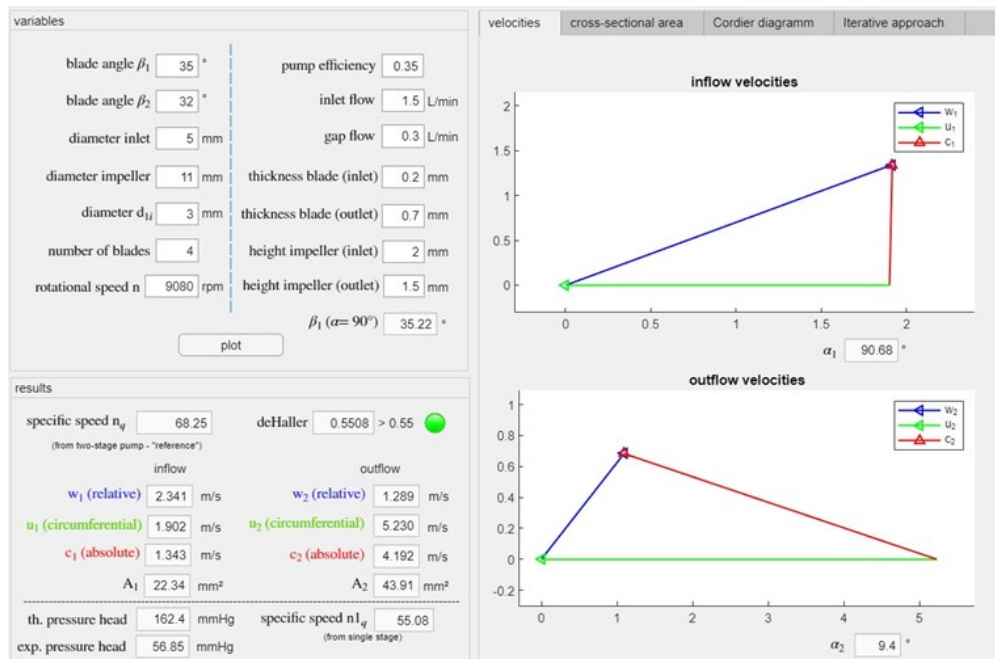 variables
blade angle β1 35 °
blade angle β2 32 °
diameter inlet 5 mm
diameter impeller 11 mm
diameter d1i 3 mm
number of blades 4
rotational speed n 9080 rpm
pump efficiency 0.35
inlet flow 1.5 L/min
gap flow 0.3 L/min
thickness blade (inlet) 0.2 mm
thickness blade (outlet) 0.7 mm
height impeller (inlet) 2 mm
height impeller (outlet) 1.5 mm
β1 (α= 90°) 35.22 °
plot
results
specific speed nq 68.25
(from two-stage pump - "reference")
deHaller 0.5508 > 0.55
inflow
w1 (relative) 2.341 m/s
u1 (circumferential) 1.902 m/s
c1 (absolute) 1.343 m/s
A1 22.34 mm²
outflow
w2 (relative) 1.289 m/s
u2 (circumferential) 5.230 m/s
c2 (absolute) 4.192 m/s
A2 43.91 mm²
th. pressure head 162.4 mmHg
exp. pressure head 56.85 mmHg
specific speed n1q 55.08
(from single stage)
velocities cross-sectional area Cordier diagramm Iterative approach
inflow velocities
2
1.5
1
0.5
0
0 0.5 1 1.5 2
w1
u1
c1
α1 90.68 °
outflow velocities
1
0.8
0.6
0.4
0.2
0
-0.2
0 1 2 3 4 5
w2
u2
c2
α2 9.4 °